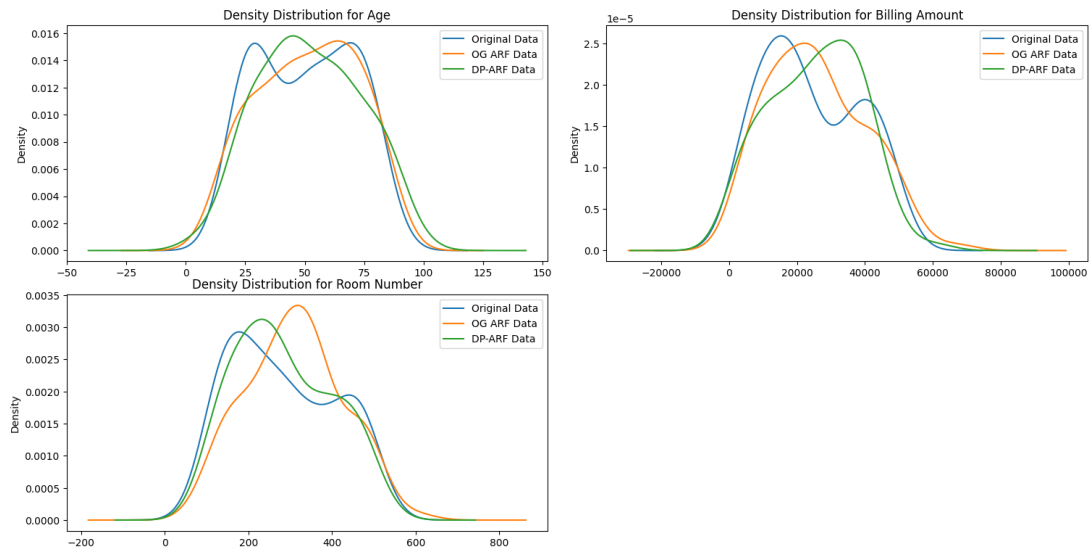 Density Distribution for Age
Density
0.016
0.014
0.012
0.010
0.008
0.006
0.004
0.002
0.000
−50
−25
0
25
50
75
100
125
150
Original Data
OG ARF Data
DP-ARF Data
Density Distribution for Billing Amount
1e−5
Density
2.5
2.0
1.5
1.0
0.5
0.0
−20000
0
20000
40000
60000
80000
100000
Original Data
OG ARF Data
DP-ARF Data
Density Distribution for Room Number
Density
0.0035
0.0030
0.0025
0.0020
0.0015
0.0010
0.0005
0.0000
−200
0
200
400
600
800
Original Data
OG ARF Data
DP-ARF Data